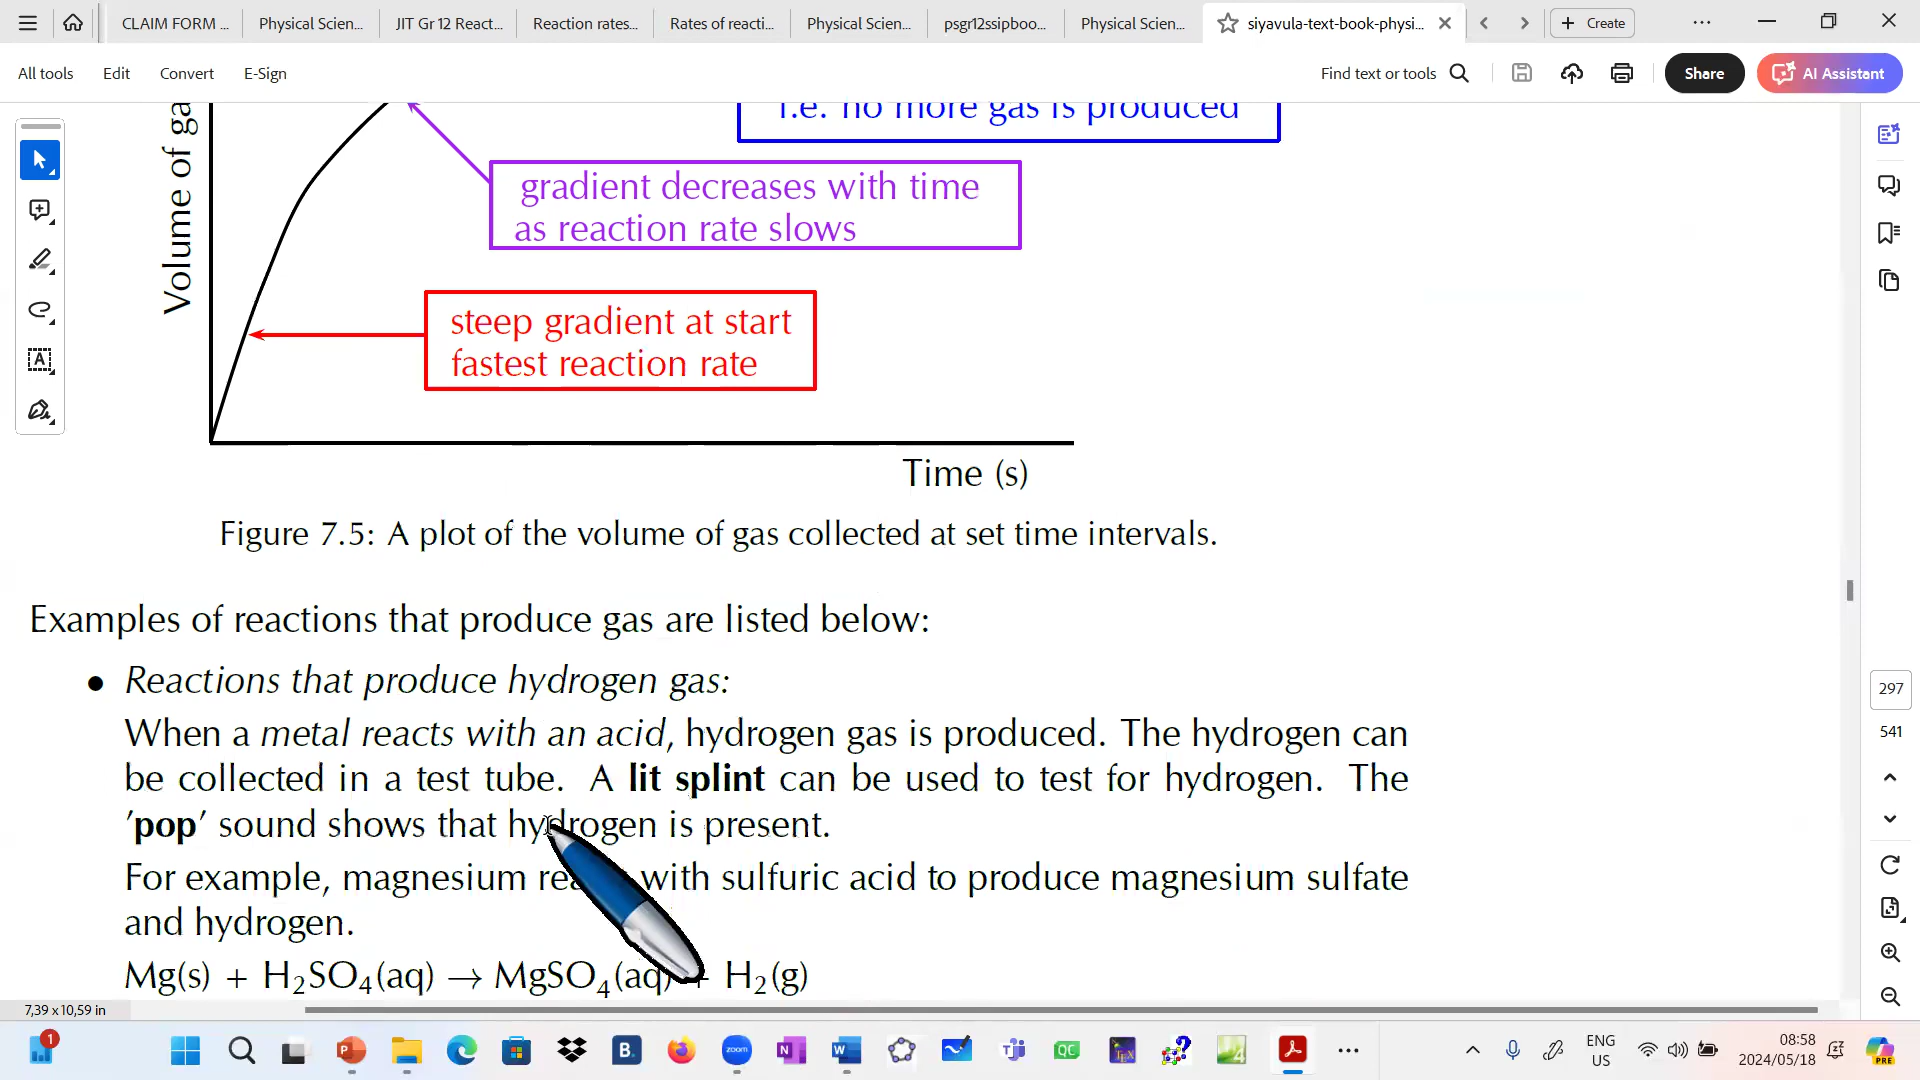 CLAIM FORM ...
Physical Scien...
JIT Gr 12 React...
Reaction rates...
Rates of reacti...
Physical Scien...
psgr12ssipboo...
Physical Scien...
siyavula-text-book-physi...
Create
All tools
Edit
Convert
E-Sign
Find text or tools
Share
AI Assistant
i.e. no more gas is produced
gradient decreases with time
as reaction rate slows
steep gradient at start
fastest reaction rate
Volume of ga
Time (s)
Figure 7.5: A plot of the volume of gas collected at set time intervals.
Examples of reactions that produce gas are listed below:
• Reactions that produce hydrogen gas:
When a metal reacts with an acid, hydrogen gas is produced. The hydrogen can
be collected in a test tube. A lit splint can be used to test for hydrogen. The
’pop’ sound shows that hydrogen is present.
For example, magnesium with sulfuric acid to produce magnesium sulfate
and hydrogen.
Mg(s) + H₂SO₄(aq) → MgSO₄(aq) + H₂(g)
297
541
7,39 x 10,59 in
1
P
B.
zoom
N
W
QC
TEX
4
ENG
US
08:58
2024/05/18
PRE